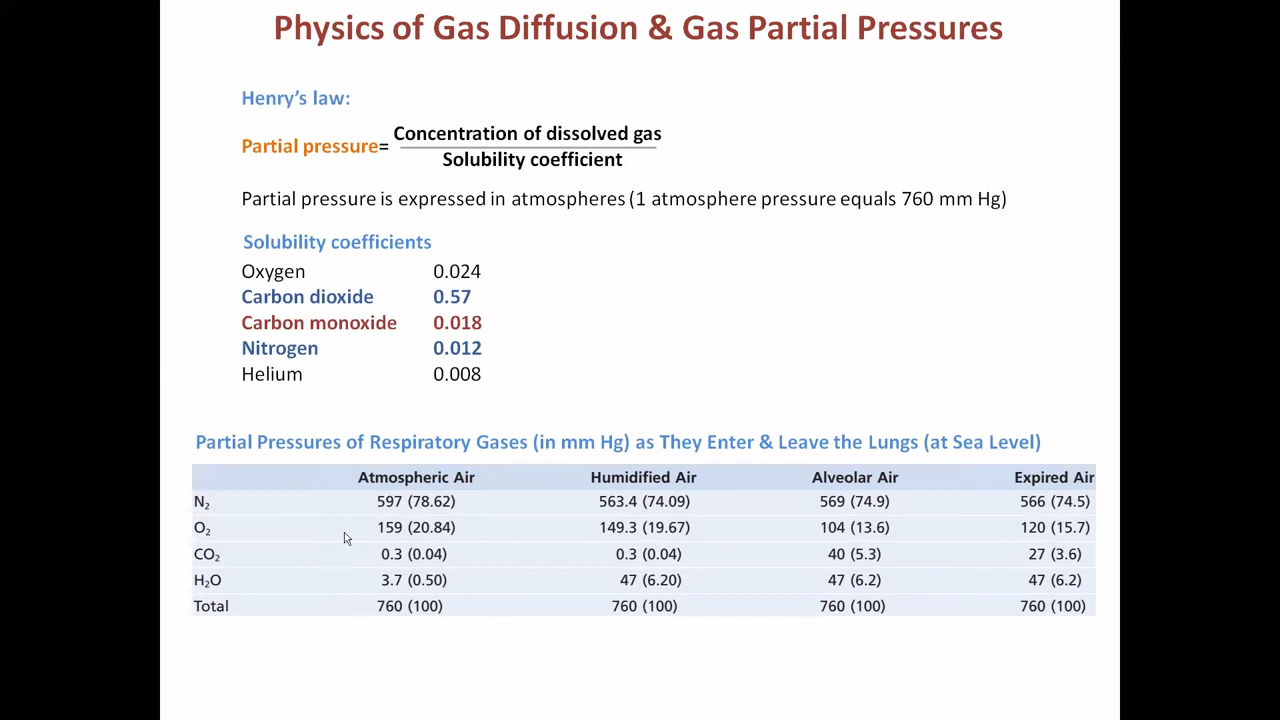 Physics of Gas Diffusion & Gas Partial Pressures
Henry's law:
Partial pressure= Concentration of dissolved gas
Solubility coefficient
Partial pressure is expressed in atmospheres (1 atmosphere pressure equals 760 mm Hg)
Solubility coefficients
Oxygen 0.024
Carbon dioxide 0.57
Carbon monoxide 0.018
Nitrogen 0.012
Helium 0.008
Partial Pressures of Respiratory Gases (in mm Hg) as They Enter & Leave the Lungs (at Sea Level)
Atmospheric Air Humidified Air Alveolar Air Expired Air
N₂ 597 (78.62) 563.4 (74.09) 569 (74.9) 566 (74.5)
O₂ 159 (20.84) 149.3 (19.67) 104 (13.6) 120 (15.7)
CO₂ 0.3 (0.04) 0.3 (0.04) 40 (5.3) 27 (3.6)
H₂O 3.7 (0.50) 47 (6.20) 47 (6.2) 47 (6.2)
Total 760 (100) 760 (100) 760 (100) 760 (100)